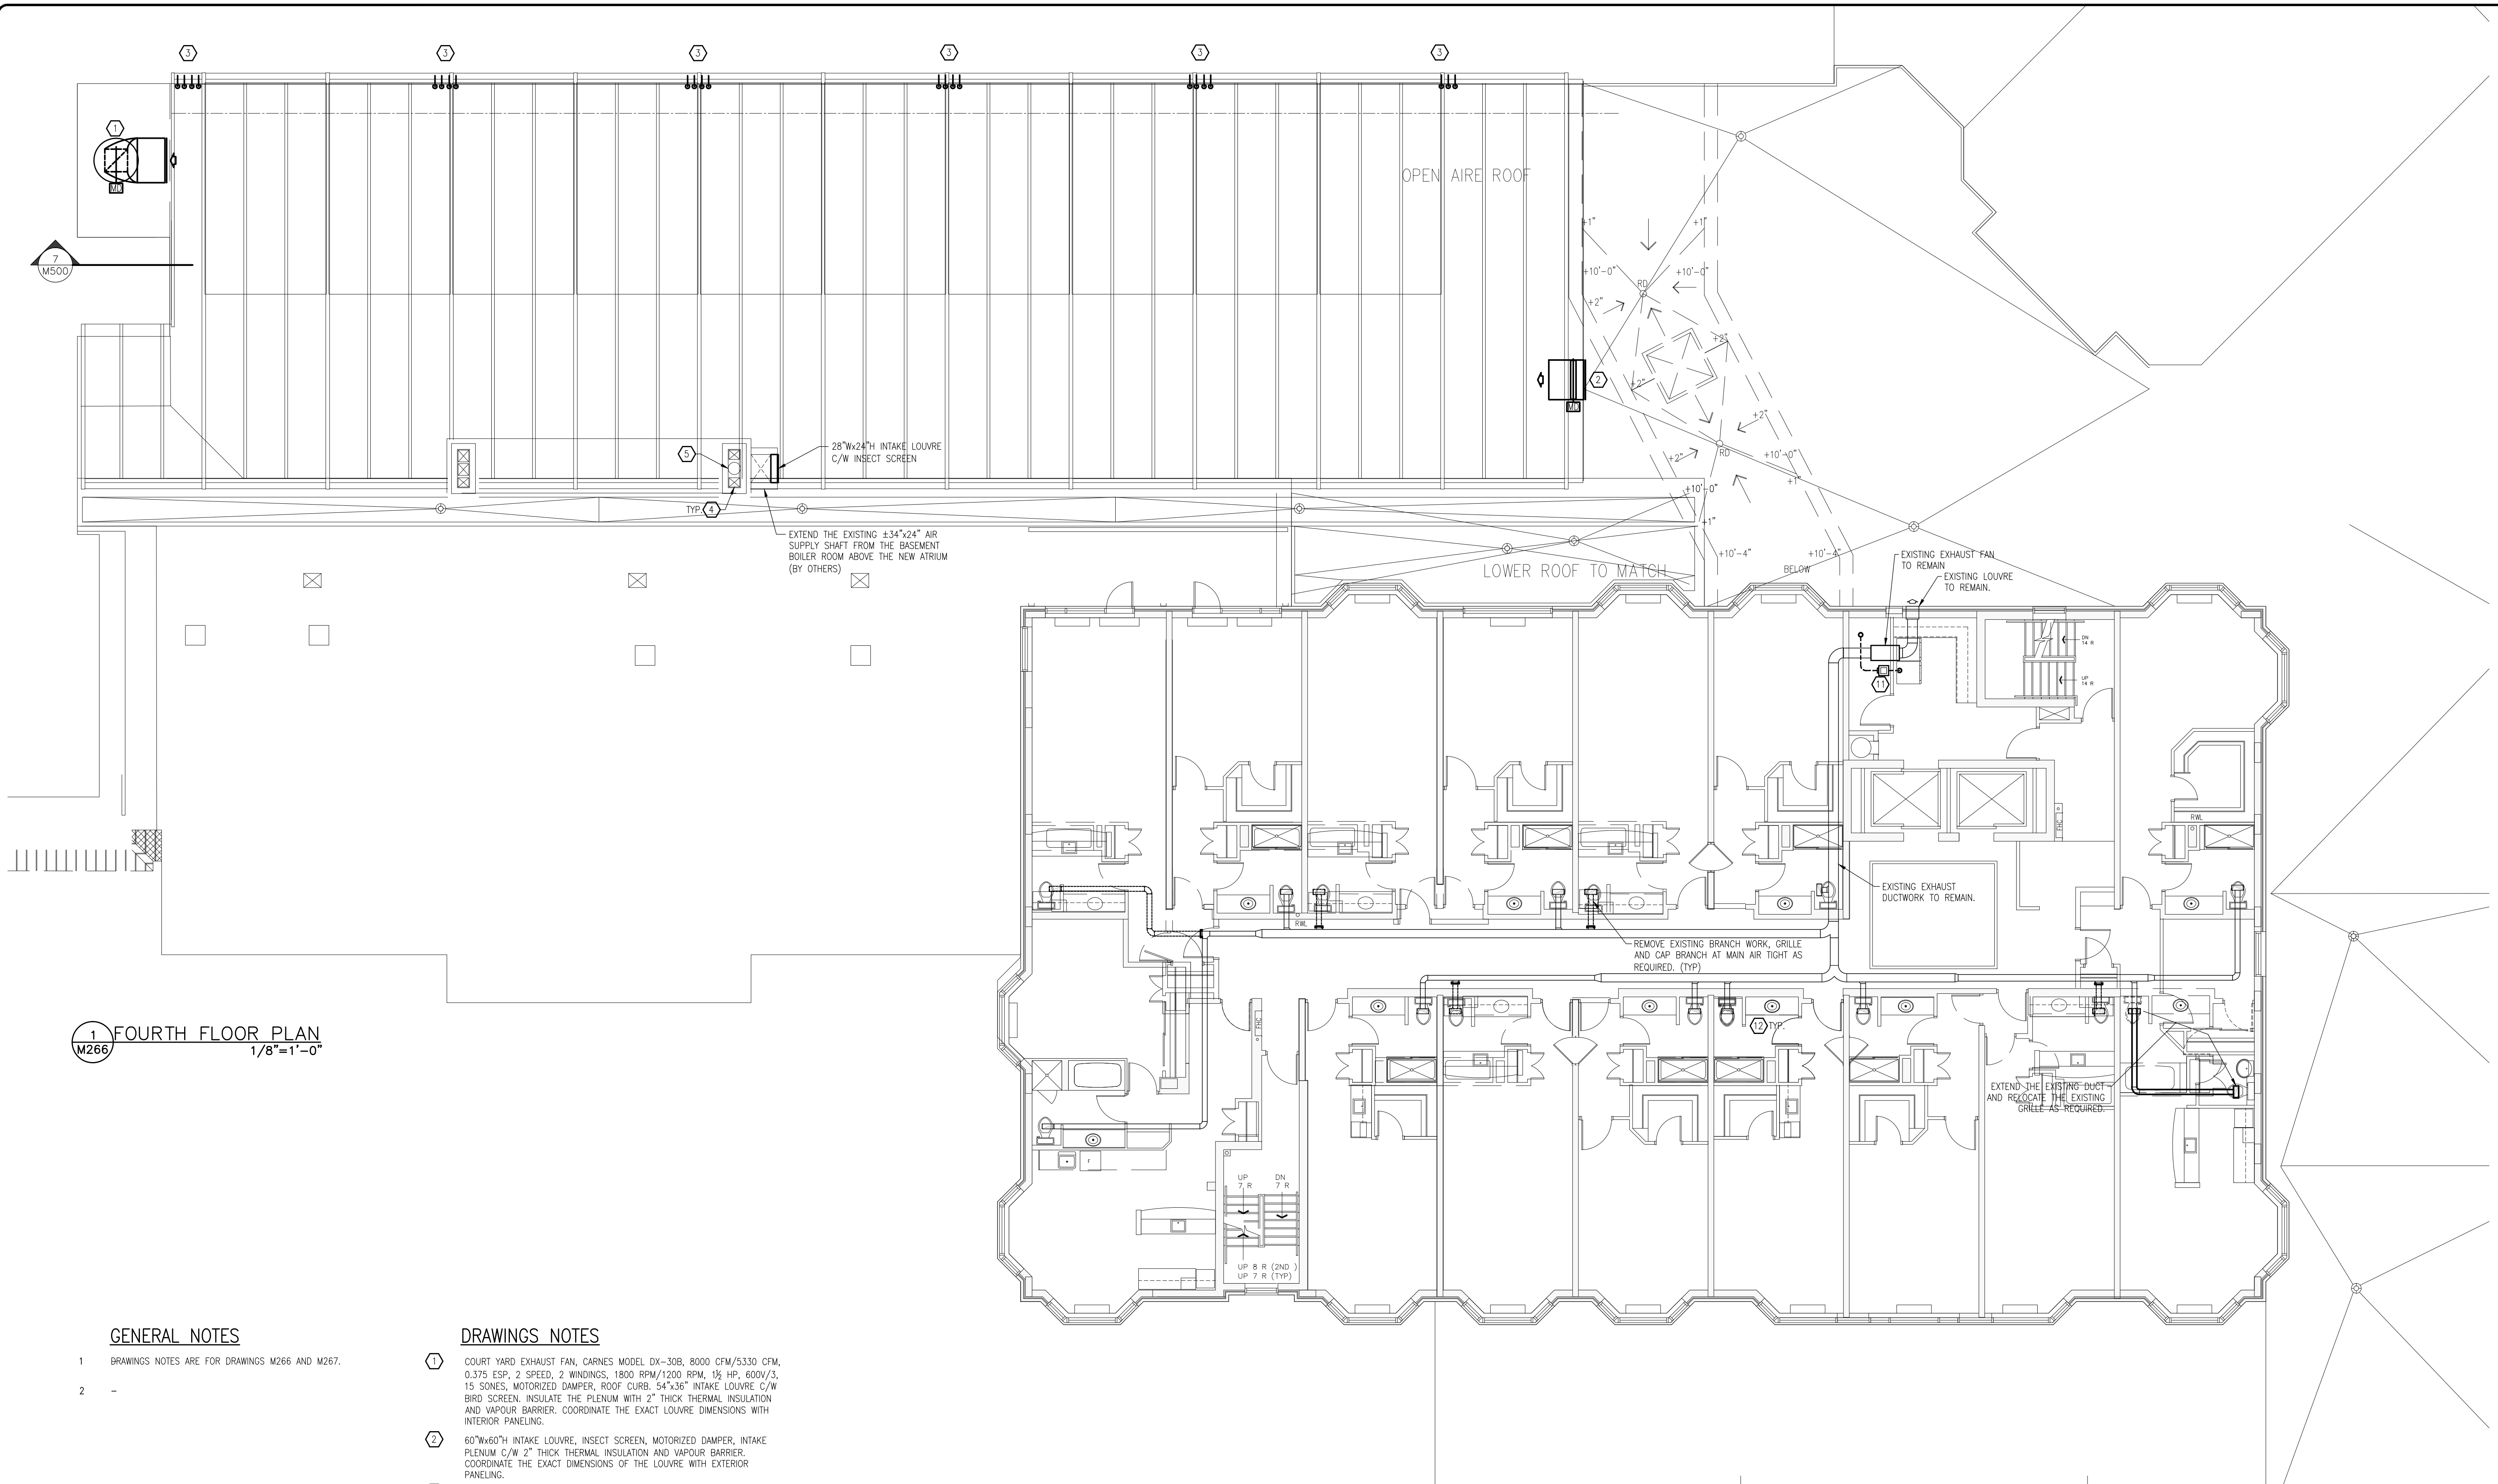 3
3
3
3
3
3
1
MD
OPEN AIRE ROOF
7
M500
+1"
+1"
+10'-0"
+10'-0"
RD
+2"
+2"
2
+2"
MD
+2"
28"Wx24"H INTAKE LOUVRE
C/W INSECT SCREEN
5
+2"
RD
+10'-0"
+1"
+10'-0"
TYP. 4
+1"
EXTEND THE EXISTING ±34"x24" AIR
SUPPLY SHAFT FROM THE BASEMENT
BOILER ROOM ABOVE THE NEW ATRIUM
(BY OTHERS)
+10'-4"
+10'-4"
LOWER ROOF TO MATCH
BELOW
EXISTING EXHAUST FAN
TO REMAIN
EXISTING LOUVRE
TO REMAIN.
DN
14 R
UP
14 R
11
FHC
RWL
EXISTING EXHAUST
DUCTWORK TO REMAIN.
RWL
REMOVE EXISTING BRANCH WORK, GRILLE
AND CAP BRANCH AT MAIN AIR TIGHT AS
REQUIRED. (TYP)
FHC
12 TYP.
1
M266
FOURTH FLOOR PLAN
1/8"=1'-0"
EXTEND THE EXISTING DUCT
AND RELOCATE THE EXISTING
GRILLE AS REQUIRED.
F
UP
7 R
DN
7 R
UP 8 R (2ND )
UP 7 R (TYP)
GENERAL NOTES
1 DRAWINGS NOTES ARE FOR DRAWINGS M266 AND M267.
2 –
DRAWINGS NOTES
1 COURT YARD EXHAUST FAN, CARNES MODEL DX-30B, 8000 CFM/5330 CFM,
0.375 ESP, 2 SPEED, 2 WINDINGS, 1800 RPM/1200 RPM, 1½ HP, 600V/3,
15 SONES, MOTORIZED DAMPER, ROOF CURB. 54"x36" INTAKE LOUVRE C/W
BIRD SCREEN. INSULATE THE PLENUM WITH 2" THICK THERMAL INSULATION
AND VAPOUR BARRIER. COORDINATE THE EXACT LOUVRE DIMENSIONS WITH
INTERIOR PANELING.
2 60"Wx60"H INTAKE LOUVRE, INSECT SCREEN, MOTORIZED DAMPER, INTAKE
PLENUM C/W 2" THICK THERMAL INSULATION AND VAPOUR BARRIER.
COORDINATE THE EXACT DIMENSIONS OF THE LOUVRE WITH EXTERIOR
PANELING.